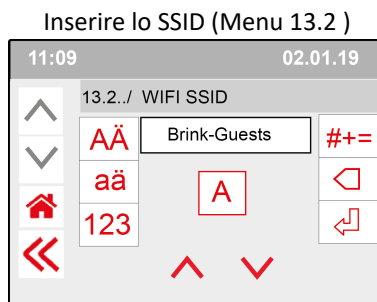 Inserire lo SSID (Menu 13.2 )
11:09 02.01.19
13.2../ WIFI SSID
AÄ Brink-Guests #+=
aä A
123